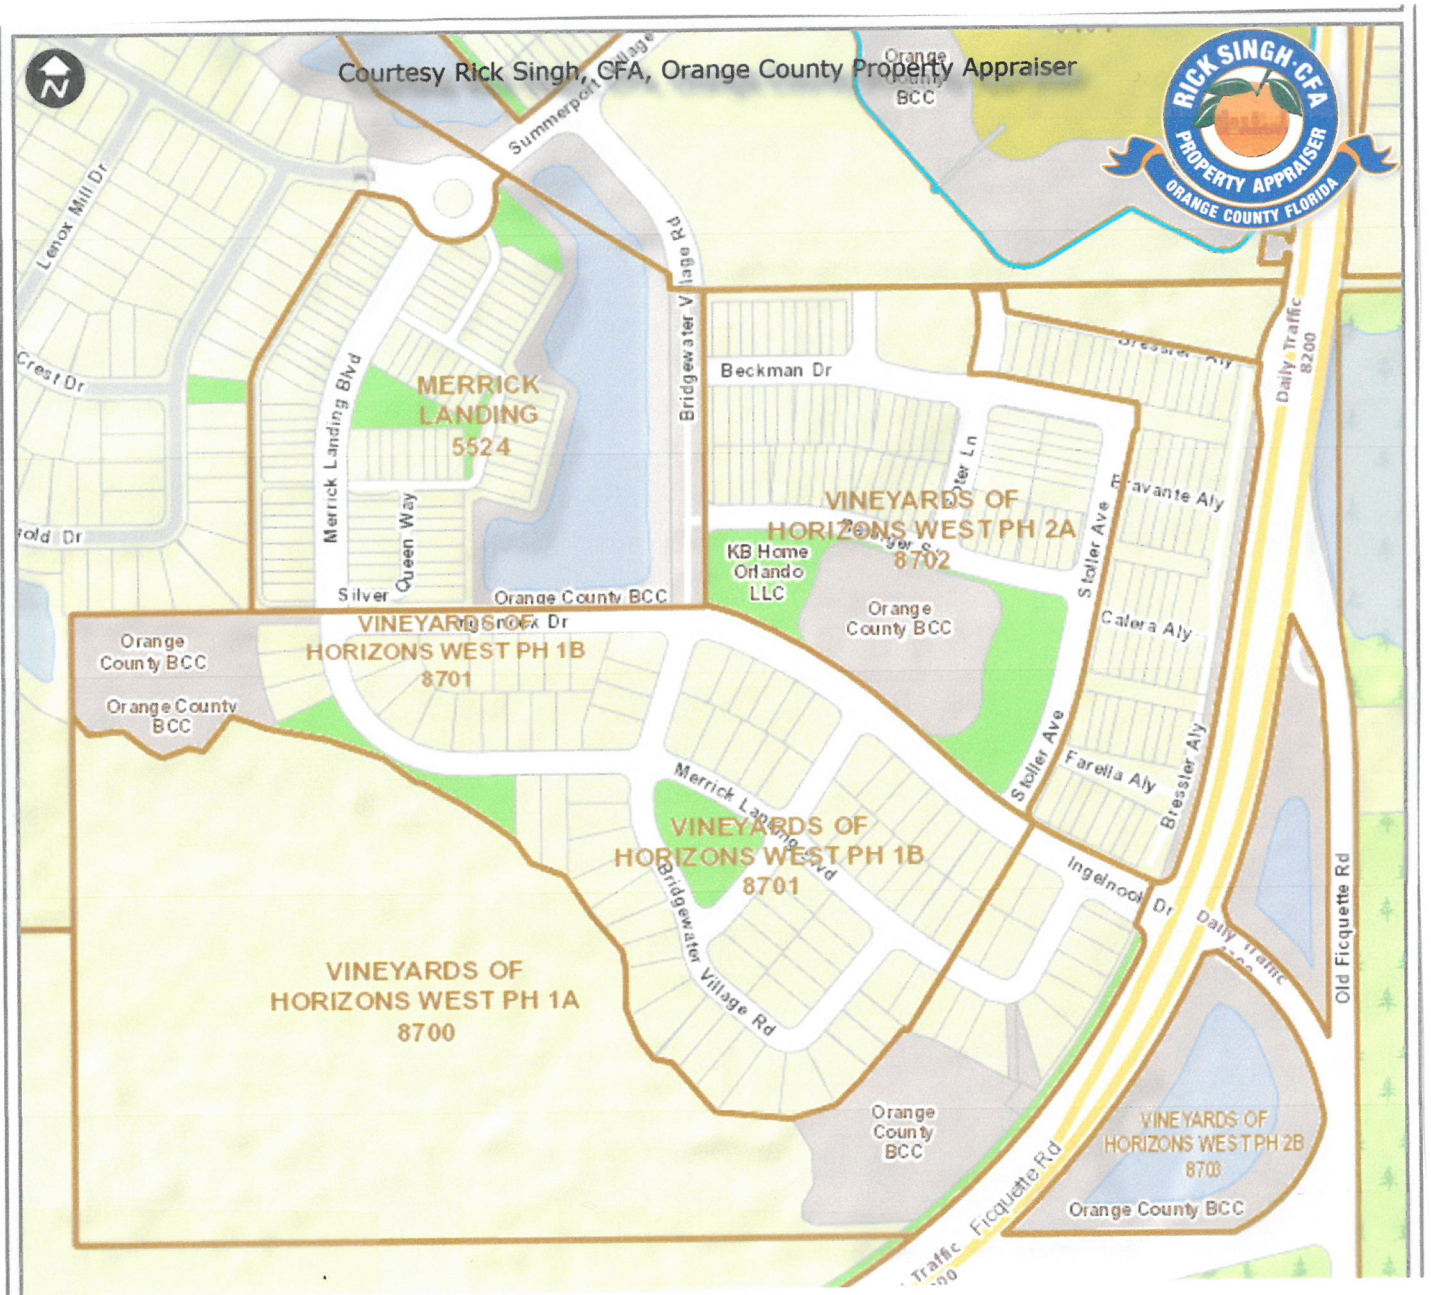 N
Courtesy Rick Singh, CFA, Orange County Property Appraiser
RICK SINGH·CFA
PROPERTY APPRAISER
ORANGE COUNTY FLORIDA
Orange
County
BCC
Summerport Village
Lenox Mill Dr
Bridgewater Village Rd
Crest Dr
Merrick Landing Blvd
MERRICK
LANDING
5524
Beckman Dr
Bressler Aly
Daily Traffic
8200
Bravante Aly
Queen Way
VINEYARDS OF
HORIZONS WEST PH 2A
8702
KB Home
Orlando
LLC
Stoller Ave
Orange
County BCC
Calera Aly
Silver
Orange County BCC
Dr
VINEYARDS OF
HORIZONS WEST PH 1B
8701
Orange
County BCC
Orange County
BCC
Stoller Ave
Farella Aly
Bressler Aly
Merrick Landing Blvd
VINEYARDS OF
HORIZONS WEST PH 1B
8701
Ingelnook Dr
Bridgewater Village Rd
Daily Traffic
Old Ficquette Rd
VINEYARDS OF
HORIZONS WEST PH 1A
8700
Orange
County
BCC
VINEYARDS OF
HORIZONS WEST PH 2B
8703
Orange County BCC
Ficquette Rd
Traffic